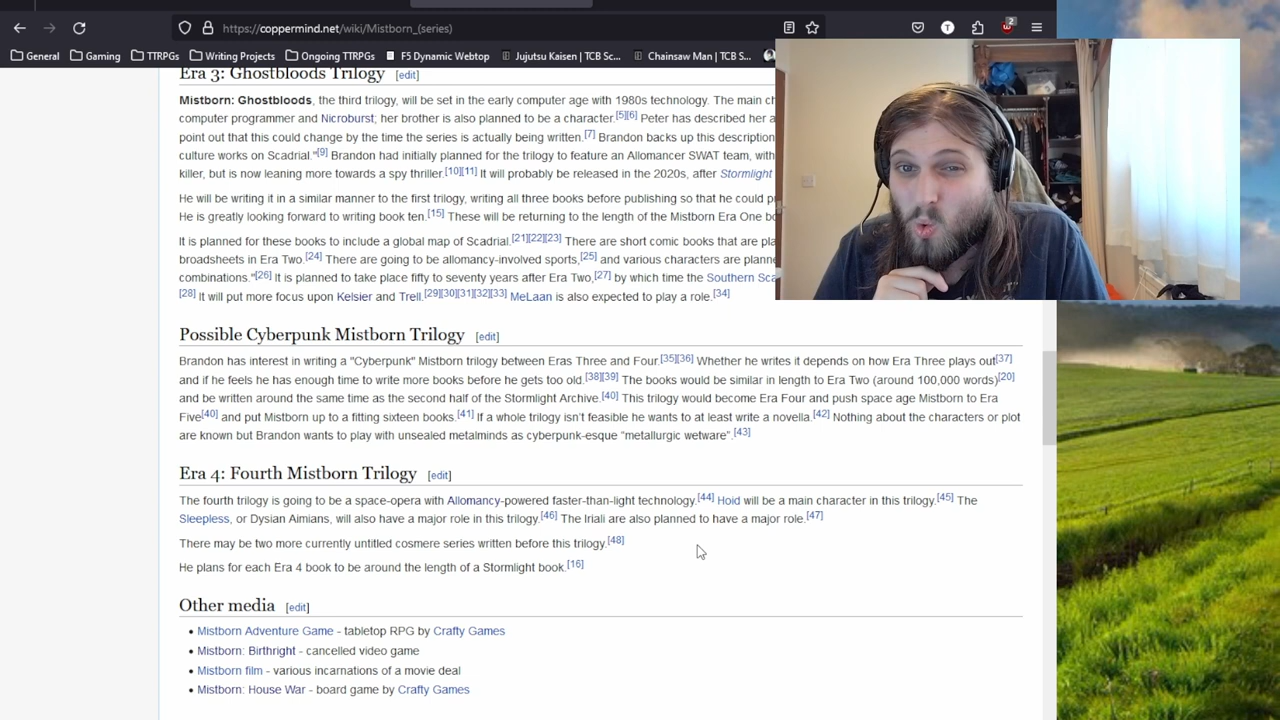 https://coppermind.net/wiki/Mistborn_(series)
T
2
General Gaming TTRPGs Writing Projects Ongoing TTRPGs F5 Dynamic Webtop Jujutsu Kaisen | TCB Sc... Chainsaw Man | TCB S...
Era 3: Ghostbloods Trilogy [edit]
Mistborn: Ghostbloods, the third trilogy, will be set in the early computer age with 1980s technology. The main ch
computer programmer and Nicroburst; her brother is also planned to be a character.[5][6] Peter has described her a
point out that this could change by the time the series is actually being written.[7] Brandon backs up this description
culture works on Scadrial."[9] Brandon had initially planned for the trilogy to feature an Allomancer SWAT team, with
killer, but is now leaning more towards a spy thriller.[10][11] It will probably be released in the 2020s, after Stormlight
He will be writing it in a similar manner to the first trilogy, writing all three books before publishing so that he could pu
He is greatly looking forward to writing book ten.[15] These will be returning to the length of the Mistborn Era One bo
It is planned for these books to include a global map of Scadrial.[21][22][23] There are short comic books that are pla
broadsheets in Era Two.[24] There are going to be allomancy-involved sports,[25] and various characters are planne
combinations."[26] It is planned to take place fifty to seventy years after Era Two,[27] by which time the Southern Sca
[28] It will put more focus upon Kelsier and Trell.[29][30][31][32][33] MeLaan is also expected to play a role.[34]
Possible Cyberpunk Mistborn Trilogy [edit]
Brandon has interest in writing a "Cyberpunk" Mistborn trilogy between Eras Three and Four.[35][36] Whether he writes it depends on how Era Three plays out[37]
and if he feels he has enough time to write more books before he gets too old.[38][39] The books would be similar in length to Era Two (around 100,000 words)[20]
and be written around the same time as the second half of the Stormlight Archive.[40] This trilogy would become Era Four and push space age Mistborn to Era
Five[40] and put Mistborn up to a fitting sixteen books.[41] If a whole trilogy isn't feasible he wants to at least write a novella.[42] Nothing about the characters or plot
are known but Brandon wants to play with unsealed metalminds as cyberpunk-esque "metallurgic wetware".[43]
Era 4: Fourth Mistborn Trilogy [edit]
The fourth trilogy is going to be a space-opera with Allomancy-powered faster-than-light technology.[44] Hoid will be a main character in this trilogy.[45] The
Sleepless, or Dysian Aimians, will also have a major role in this trilogy.[46] The Iriali are also planned to have a major role.[47]
There may be two more currently untitled cosmere series written before this trilogy.[48]
He plans for each Era 4 book to be around the length of a Stormlight book.[16]
Other media [edit]
• Mistborn Adventure Game - tabletop RPG by Crafty Games
• Mistborn: Birthright - cancelled video game
• Mistborn film - various incarnations of a movie deal
• Mistborn: House War - board game by Crafty Games